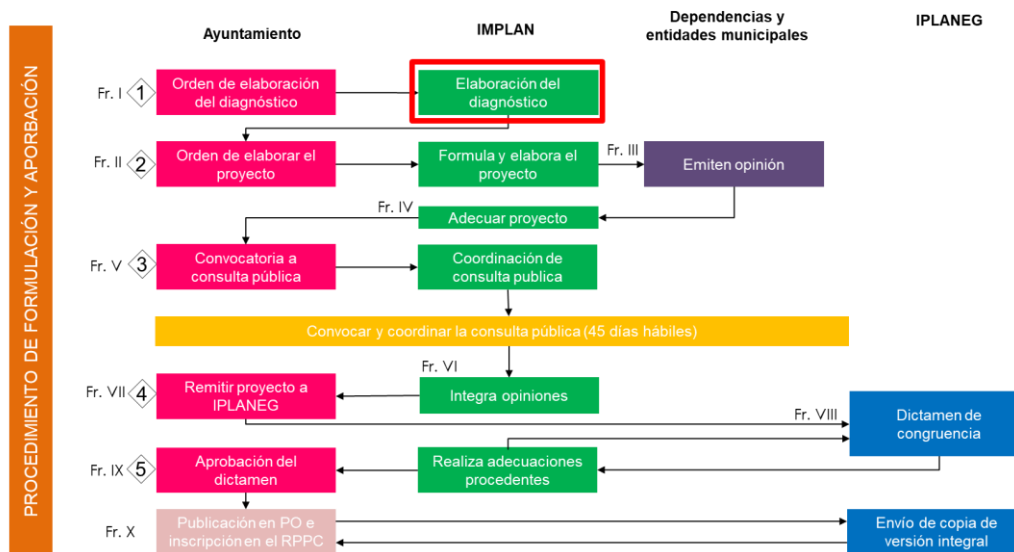 PROCEDIMIENTO DE FORMULACIÓN Y APORBACIÓN
Ayuntamiento
IMPLAN
Dependencias y
entidades municipales
IPLANEG
Fr. I
1
Orden de elaboración
del diagnóstico
Elaboración del
diagnóstico
Fr. II
2
Orden de elaborar el
proyecto
Formula y elabora el
proyecto
Fr. III
Emiten opinión
Fr. IV
Adecuar proyecto
Fr. V
3
Convocatoria a
consulta pública
Coordinación de
consulta publica
Convocar y coordinar la consulta pública (45 días hábiles)
Fr. VI
Fr. VII
4
Remitir proyecto a
IPLANEG
Integra opiniones
Fr. VIII
Dictamen de
congruencia
Fr. IX
5
Aprobación del
dictamen
Realiza adecuaciones
procedentes
Fr. X
Publicación en PO e
inscripción en el RPPC
Envío de copia de
versión integral